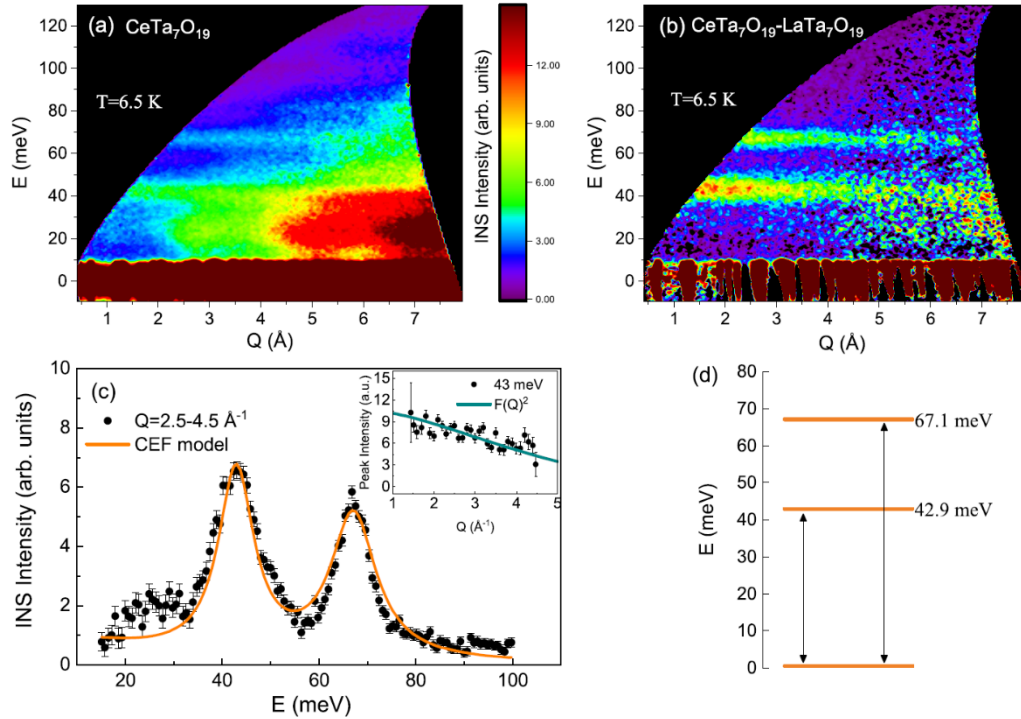 (a) CeTa₇O₁₉
T=6.5 K
E (meV)
120
100
80
60
40
20
0
1 2 3 4 5 6 7
Q (Å)
INS Intensity (arb. units)
12.00
9.00
6.00
3.00
0.00
(b) CeTa₇O₁₉-LaTa₇O₁₉
T=6.5 K
E (meV)
120
100
80
60
40
20
0
1 2 3 4 5 6 7
Q (Å)
(c)
Q=2.5-4.5 Å⁻¹
CEF model
INS Intensity (arb. units)
10
8
6
4
2
0
20 40 60 80 100
E (meV)
43 meV
F(Q)²
Peak Intensity (a.u.)
15
12
9
6
3
0
1 2 3 4 5
Q (Å⁻¹)
(d)
E (meV)
80
70
60
50
40
30
20
10
0
67.1 meV
42.9 meV